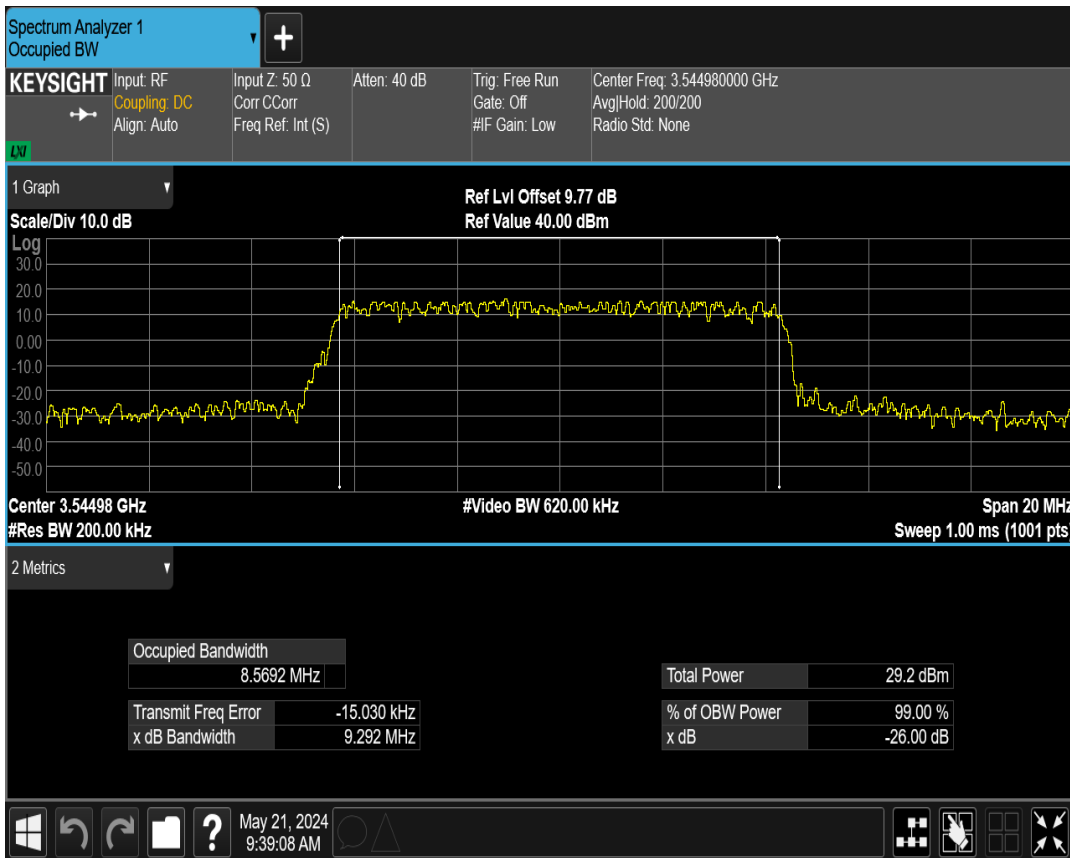 Spectrum Analyzer 1
Occupied BW
+
KEYSIGHT
Input: RF
Coupling: DC
Align: Auto
Input Z: 50 Ω
Corr CCorr
Freq Ref: Int (S)
Atten: 40 dB
Trig: Free Run
Gate: Off
#IF Gain: Low
Center Freq: 3.544980000 GHz
Avg|Hold: 200/200
Radio Std: None
LXI
1 Graph
Scale/Div 10.0 dB
Ref Lvl Offset 9.77 dB
Ref Value 40.00 dBm
Log
30.0
20.0
10.0
0.00
-10.0
-20.0
-30.0
-40.0
-50.0
Center 3.54498 GHz
#Video BW 620.00 kHz
Span 20 MHz
#Res BW 200.00 kHz
Sweep 1.00 ms (1001 pts)
2 Metrics
Occupied Bandwidth
8.5692 MHz
Transmit Freq Error -15.030 kHz
x dB Bandwidth 9.292 MHz
Total Power 29.2 dBm
% of OBW Power 99.00 %
x dB -26.00 dB
?
May 21, 2024
9:39:08 AM